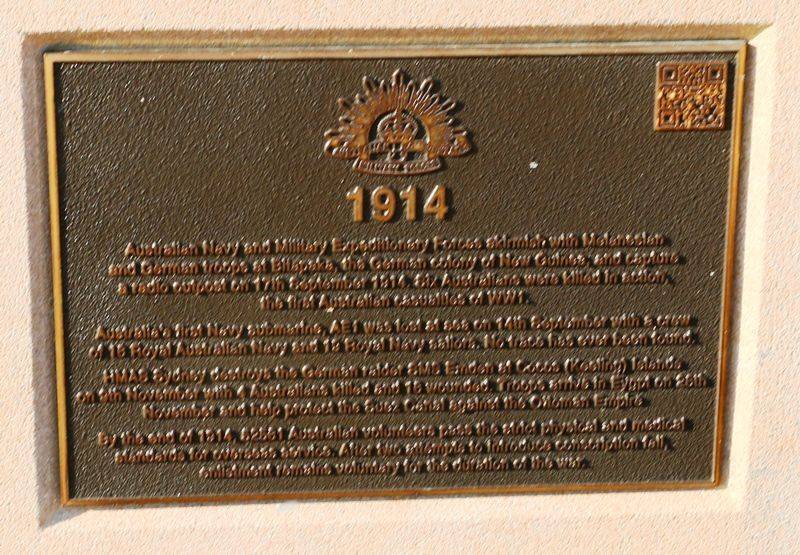 1914
Australian Navy and Military Expeditionary Forces skirmish with Melanesian
and German troops at Bitapaka, the German colony of New Guinea, and capture
a radio outpost on 17th September 1914. Six Australians were killed in action,
the first Australian casualties of WW1.
Australia's first Navy submarine, AE1 was lost at sea on 14th September with a crew
of 16 Royal Australian Navy and 18 Royal Navy sailors. No trace has ever been found.
HMAS Sydney destroys the German raider SMS Emden at Cocos (Keeling) Islands
on 9th November with 4 Australians killed and 16 wounded. Troops arrive in Egypt on 20th
November and help protect the Suez Canal against the Ottoman Empire.
By the end of 1914, 52561 Australian volunteers pass the strict physical and medical
standards for overseas service. After two attempts to introduce conscription fail,
enlistment remains voluntary for the duration of the war.